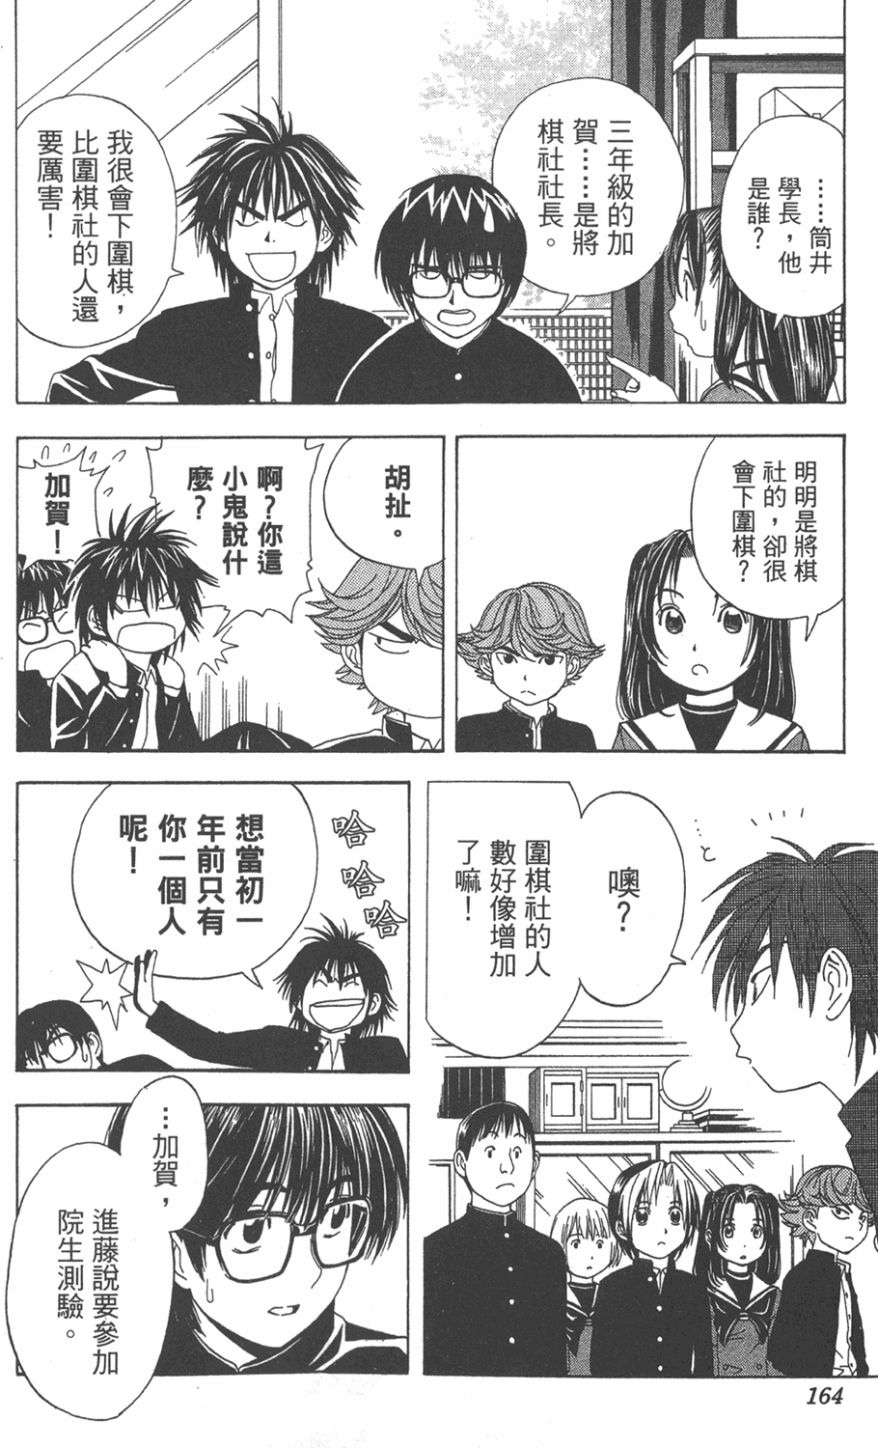 ……筒井
學長，他
是誰？
三年級的加
賀……是將
棋社社長。
我很會下圍棋，
比圍棋社的人還
要厲害！
明明是將棋
社的，卻很
會下圍棋？
胡扯。
啊？你這
小鬼說什
麼？
加賀！
と
噢？
圍棋社的人
數好像增加
了嘛！
哈哈哈
想當初一
年前只有
你一個人
呢！
…加賀，
進藤說要參加
院生測驗。
164